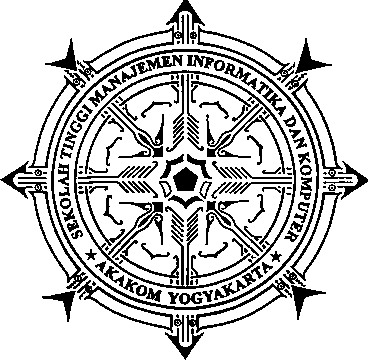 SEKOLAH TINGGI MANAJEMEN INFORMATIKA DAN KOMPUTER
★ AKAKOM YOGYAKARTA ★